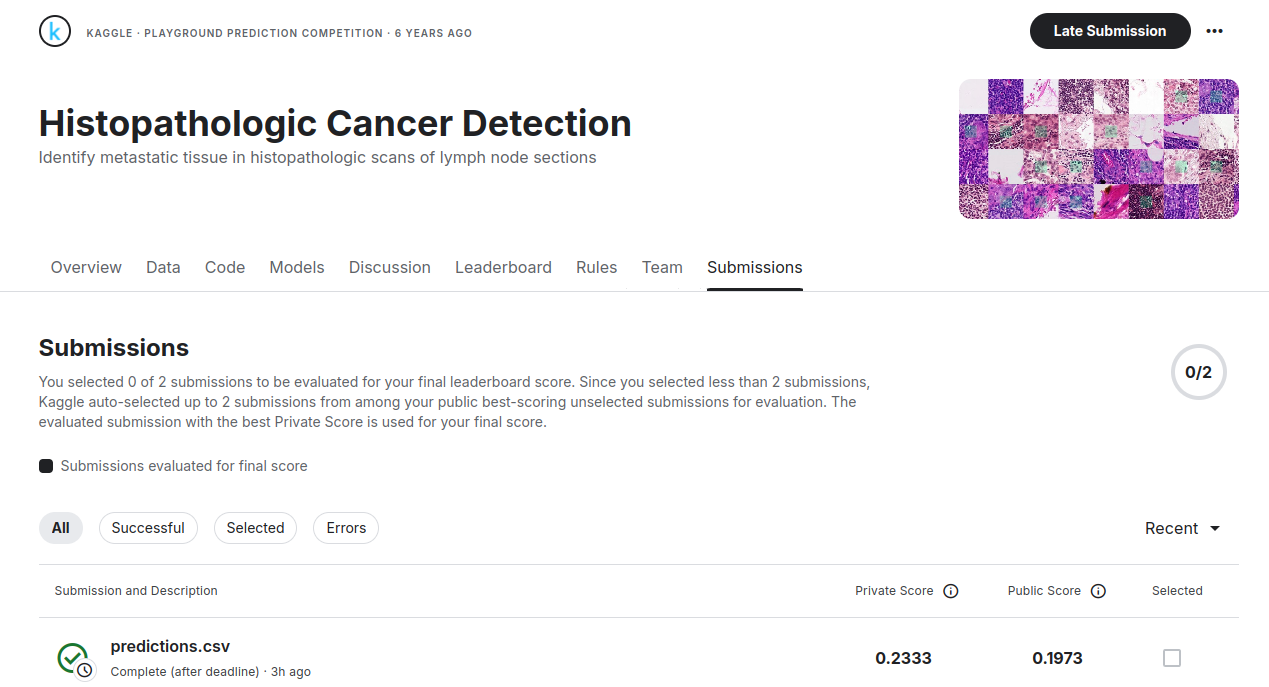 k
KAGGLE · PLAYGROUND PREDICTION COMPETITION · 6 YEARS AGO
Late Submission
Histopathologic Cancer Detection
Identify metastatic tissue in histopathologic scans of lymph node sections
Overview Data Code Models Discussion Leaderboard Rules Team Submissions
Submissions
You selected 0 of 2 submissions to be evaluated for your final leaderboard score. Since you selected less than 2 submissions,
Kaggle auto-selected up to 2 submissions from among your public best-scoring unselected submissions for evaluation. The
evaluated submission with the best Private Score is used for your final score.
0/2
Submissions evaluated for final score
All Successful Selected Errors Recent
Submission and Description Private Score Public Score Selected
predictions.csv
Complete (after deadline) · 3h ago
0.2333 0.1973